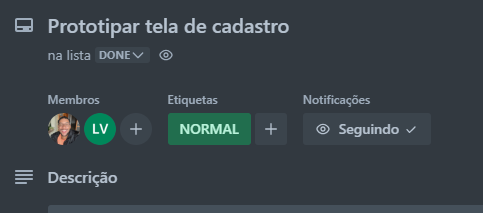 Prototipar tela de cadastro
na lista DONE
Membros Etiquetas Notificações
LV + NORMAL + Seguindo
Descrição